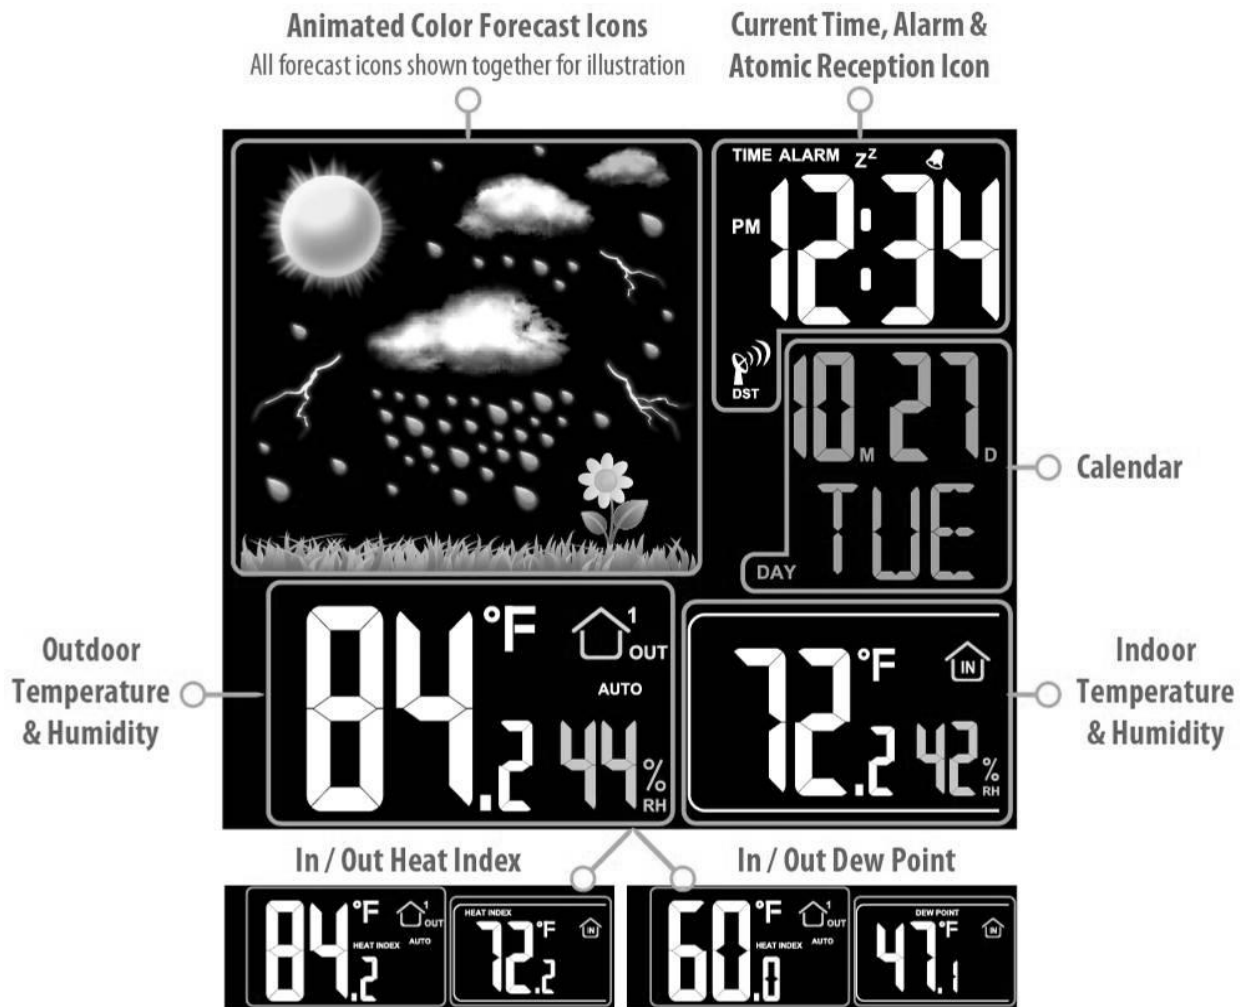 Animated Color Forecast Icons
All forecast icons shown together for illustration
Current Time, Alarm &
Atomic Reception Icon
TIME ALARM ZZ
PM 12:34
DST
10 M 27 D
Calendar
DAY TUE
Outdoor
Temperature
& Humidity
84.2 °F
1
OUT
AUTO
44 % RH
72.2 °F
IN
42 % RH
Indoor
Temperature
& Humidity
In / Out Heat Index
84.2 °F
1
OUT
HEAT INDEX AUTO
HEAT INDEX
72.2 °F
IN
In / Out Dew Point
60.0 °F
1
OUT
HEAT INDEX AUTO
DEW POINT
47.1 °F
IN